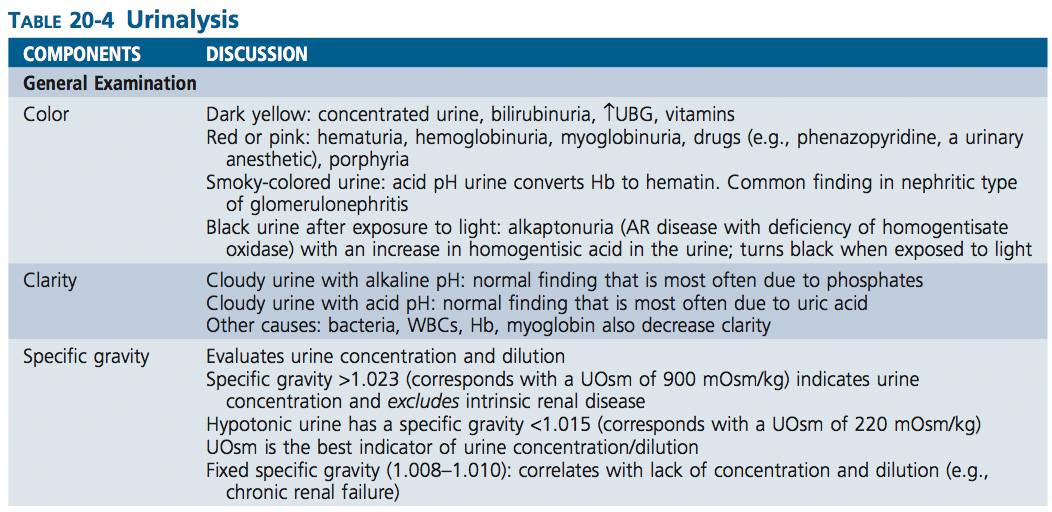 TABLE 20-4 Urinalysis
COMPONENTS DISCUSSION
General Examination
Color Dark yellow: concentrated urine, bilirubinuria, ↑UBG, vitamins
Red or pink: hematuria, hemoglobinuria, myoglobinuria, drugs (e.g., phenazopyridine, a urinary
anesthetic), porphyria
Smoky-colored urine: acid pH urine converts Hb to hematin. Common finding in nephritic type
of glomerulonephritis
Black urine after exposure to light: alkaptonuria (AR disease with deficiency of homogentisate
oxidase) with an increase in homogentisic acid in the urine; turns black when exposed to light
Clarity Cloudy urine with alkaline pH: normal finding that is most often due to phosphates
Cloudy urine with acid pH: normal finding that is most often due to uric acid
Other causes: bacteria, WBCs, Hb, myoglobin also decrease clarity
Specific gravity Evaluates urine concentration and dilution
Specific gravity >1.023 (corresponds with a UOsm of 900 mOsm/kg) indicates urine
concentration and excludes intrinsic renal disease
Hypotonic urine has a specific gravity <1.015 (corresponds with a UOsm of 220 mOsm/kg)
UOsm is the best indicator of urine concentration/dilution
Fixed specific gravity (1.008–1.010): correlates with lack of concentration and dilution (e.g.,
chronic renal failure)